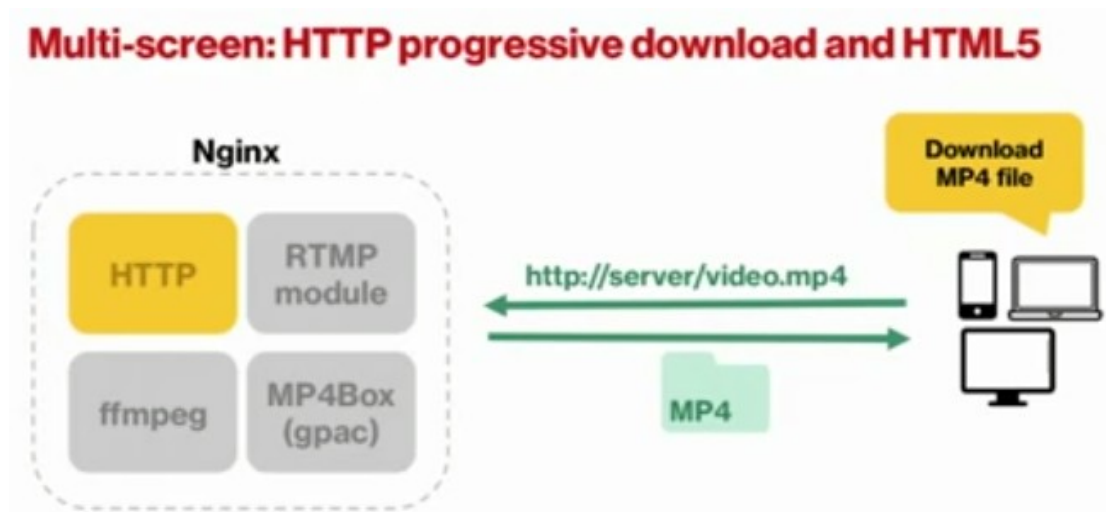 Multi-screen: HTTP progressive download and HTML5
Nginx
Download
MP4 file
HTTP
RTMP
module
http://server/video.mp4
ffmpeg
MP4Box
(gpac)
MP4